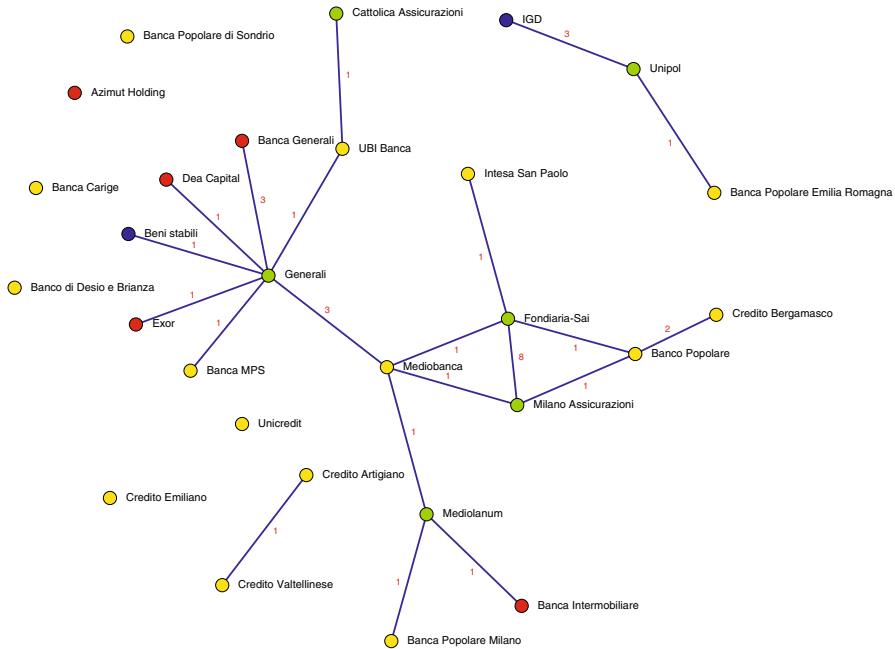 Cattolica Assicurazioni
IGD
Banca Popolare di Sondrio
3
Unipol
1
Azimut Holding
Banca Generali
UBI Banca
1
Intesa San Paolo
Dea Capital
Banca Carige
Banca Popolare Emilia Romagna
3
1
1
Beni stabili
1
1
Generali
Banco di Desio e Brianza
1
3
Credito Bergamasco
Fondiaria-Sai
Exor
1
2
1
1
8
Banco Popolare
Mediobanca
Banca MPS
1
1
Milano Assicurazioni
Unicredit
1
Credito Artigiano
Credito Emiliano
Mediolanum
1
1
Credito Valtellinese
1
Banca Intermobiliare
Banca Popolare Milano